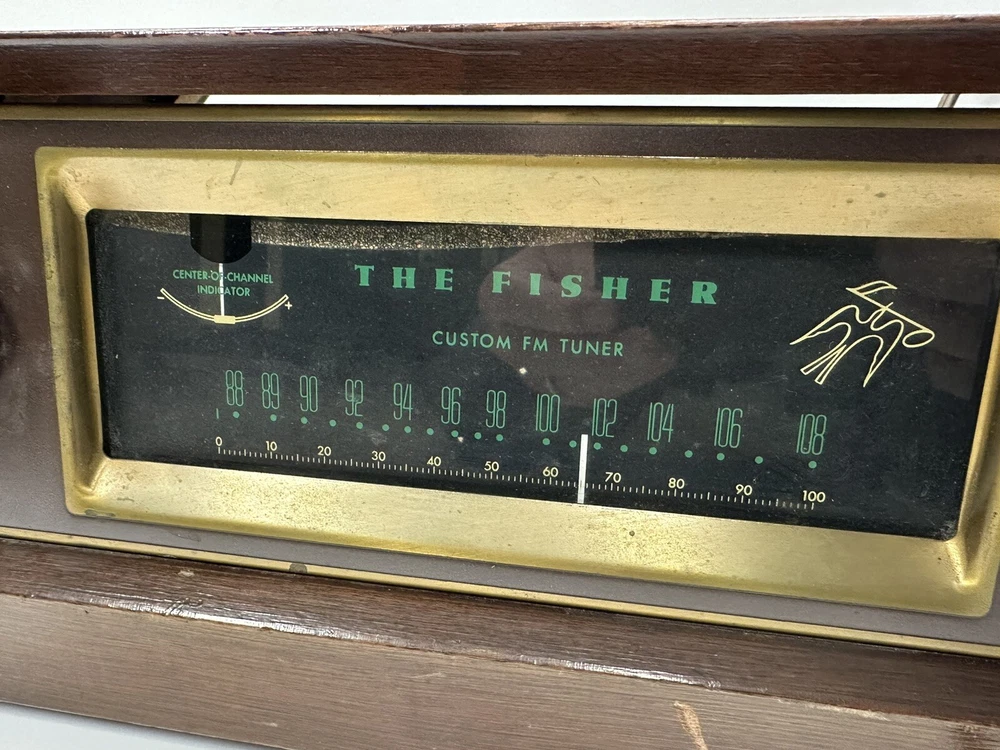 CENTER-OF-CHANNEL
INDICATOR
- +
THE FISHER
CUSTOM FM TUNER
88 89 90 92 94 96 98 100 102 104 106 108
0 10 20 30 40 50 60 70 80 90 100